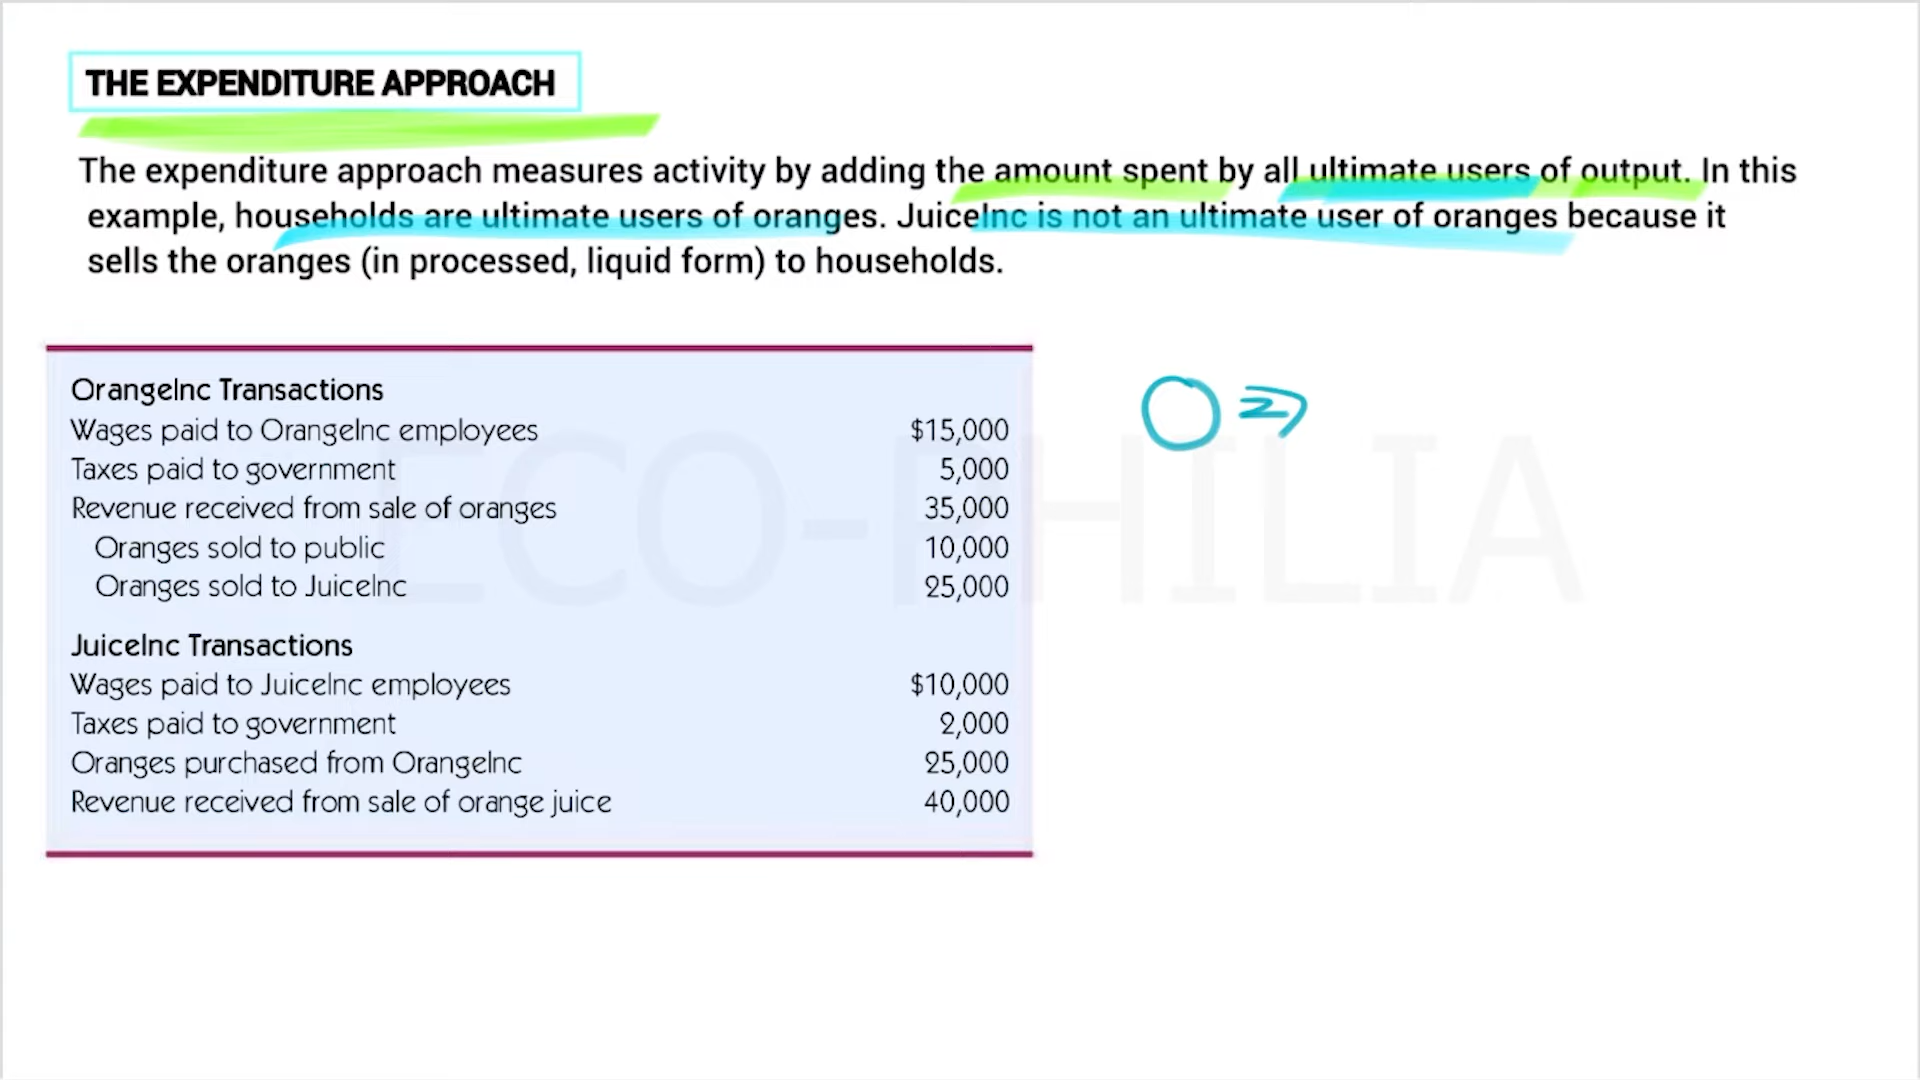 THE EXPENDITURE APPROACH
The expenditure approach measures activity by adding the amount spent by all ultimate users of output. In this
example, households are ultimate users of oranges. JuiceInc is not an ultimate user of oranges because it
sells the oranges (in processed, liquid form) to households.
OrangeInc Transactions
Wages paid to OrangeInc employees $15,000
Taxes paid to government 5,000
Revenue received from sale of oranges 35,000
Oranges sold to public 10,000
Oranges sold to JuiceInc 25,000
JuiceInc Transactions
Wages paid to JuiceInc employees $10,000
Taxes paid to government 2,000
Oranges purchased from OrangeInc 25,000
Revenue received from sale of orange juice 40,000
ECO-PHILIA